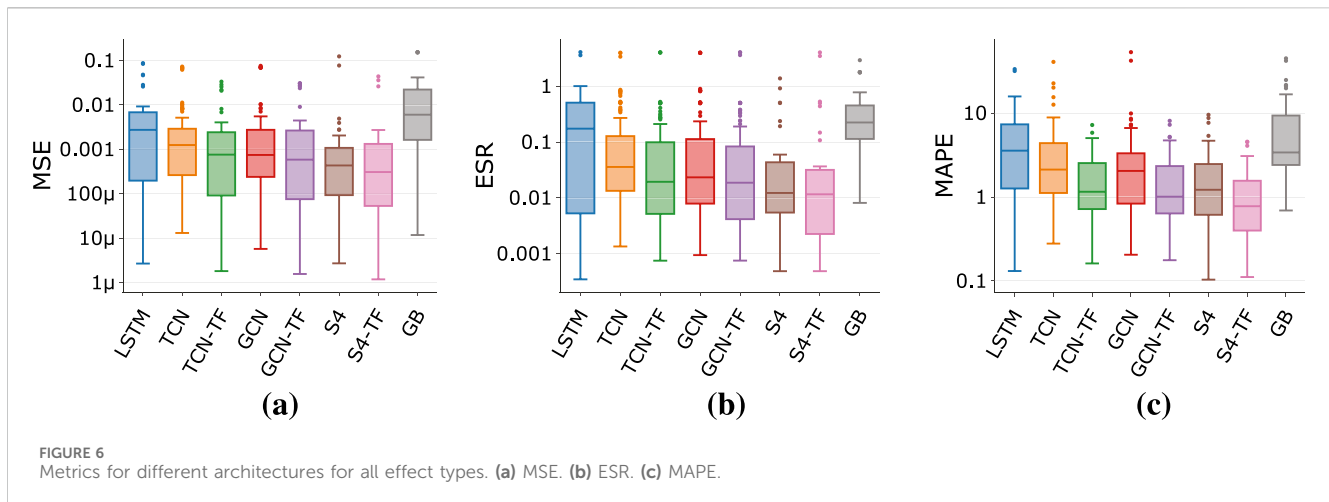 MSE
0.1
0.01
0.001
100μ
10μ
1μ
LSTM
TCN
TCN-TF
GCN
GCN-TF
S4
S4-TF
GB
(a)
ESR
1
0.1
0.01
0.001
LSTM
TCN
TCN-TF
GCN
GCN-TF
S4
S4-TF
GB
(b)
MAPE
10
1
0.1
LSTM
TCN
TCN-TF
GCN
GCN-TF
S4
S4-TF
GB
(c)
FIGURE 6
Metrics for different architectures for all effect types. (a) MSE. (b) ESR. (c) MAPE.